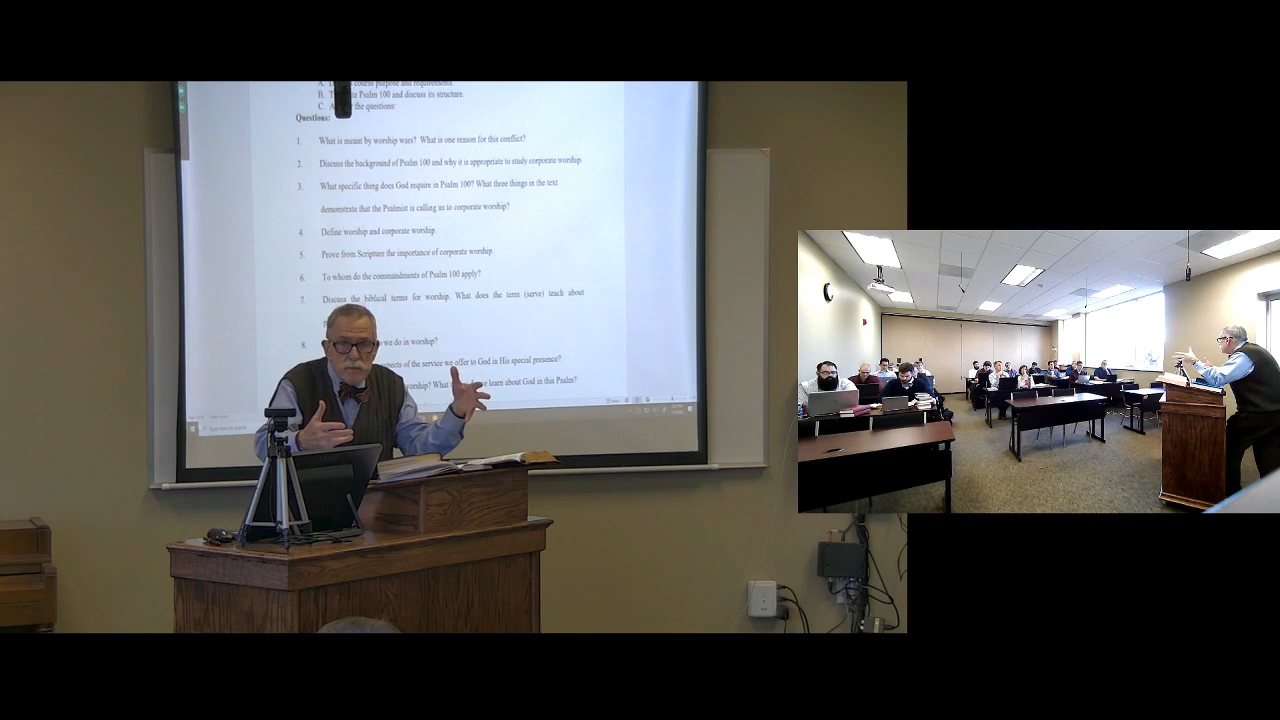 A. course purpose and requirements.
B. Psalm 100 and discuss its structure.
C. the questions:
Questions:
1. What is meant by worship wars? What is one reason for this conflict?
2. Discuss the background of Psalm 100 and why it is appropriate to study corporate worship.
3. What specific thing does God require in Psalm 100? What three things in the text
demonstrate that the Psalmist is calling us to corporate worship?
4. Define worship and corporate worship.
5. Prove from Scripture the importance of corporate worship.
6. To whom do the commandments of Psalm 100 apply?
7. Discuss the biblical terms for worship. What does the term (serve) teach about
8. we do in worship?
of the service we offer to God in His special presence?
worship? What learn about God in this Psalm?